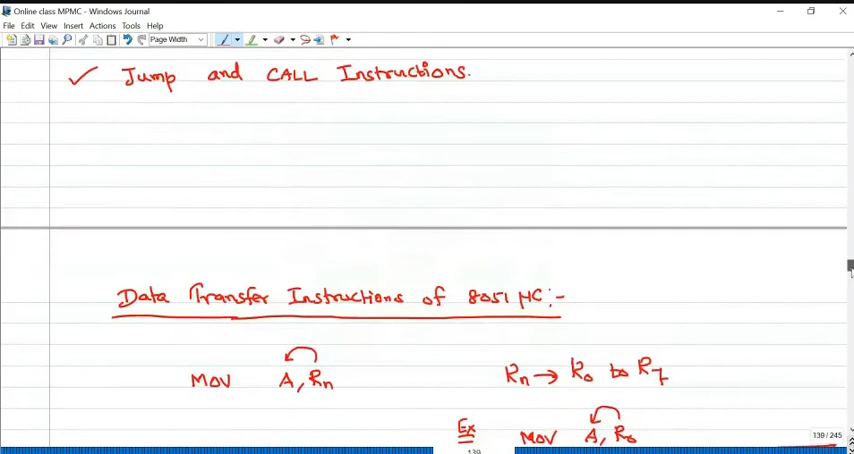 Online class MPMC - Windows Journal
File Edit View Insert Actions Tools Help
Page Width
✓ Jump and CALL Instructions.
Data Transfer Instructions of 8051 μC:-
MOV A, Rn Rn → R0 to R7
Ex MOV A, R0
139 / 245
139